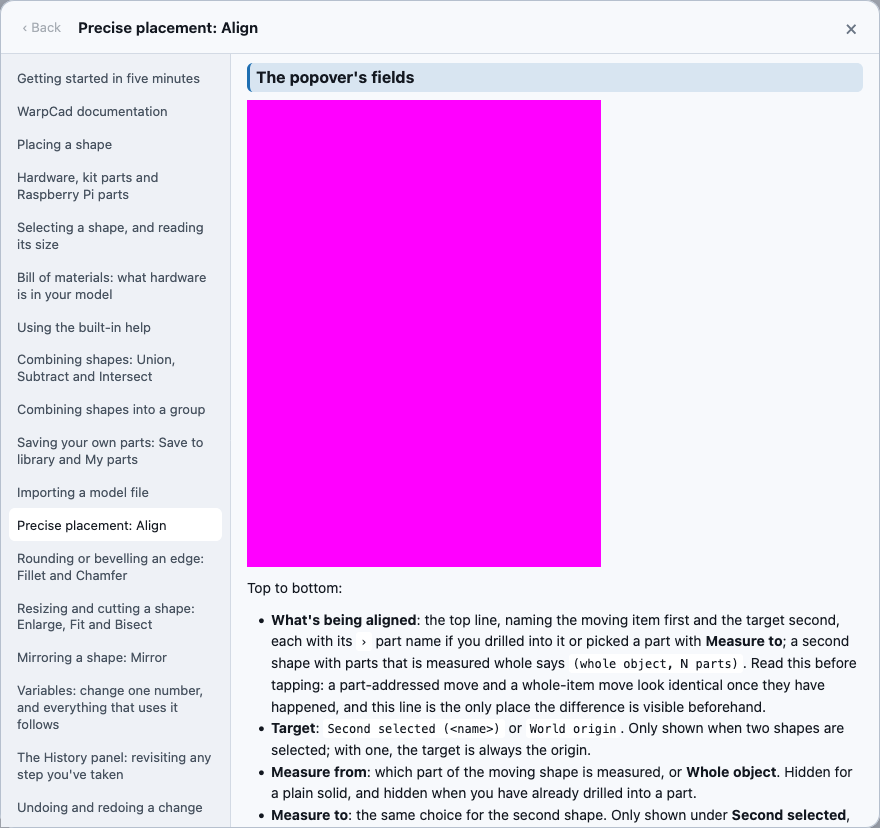 ‹ Back
Precise placement: Align
×
Getting started in five minutes
WarpCad documentation
Placing a shape
Hardware, kit parts and
Raspberry Pi parts
Selecting a shape, and reading
its size
Bill of materials: what hardware
is in your model
Using the built-in help
Combining shapes: Union,
Subtract and Intersect
Combining shapes into a group
Saving your own parts: Save to
library and My parts
Importing a model file
Precise placement: Align
Rounding or bevelling an edge:
Fillet and Chamfer
Resizing and cutting a shape:
Enlarge, Fit and Bisect
Mirroring a shape: Mirror
Variables: change one number,
and everything that uses it
follows
The History panel: revisiting any
step you've taken
Undoing and redoing a change
The popover's fields
Top to bottom:
• What's being aligned: the top line, naming the moving item first and the target second,
each with its › part name if you drilled into it or picked a part with Measure to; a second
shape with parts that is measured whole says (whole object, N parts). Read this before
tapping: a part-addressed move and a whole-item move look identical once they have
happened, and this line is the only place the difference is visible beforehand.
• Target: Second selected (<name>) or World origin. Only shown when two shapes are
selected; with one, the target is always the origin.
• Measure from: which part of the moving shape is measured, or Whole object. Hidden for
a plain solid, and hidden when you have already drilled into a part.
• Measure to: the same choice for the second shape. Only shown under Second selected,